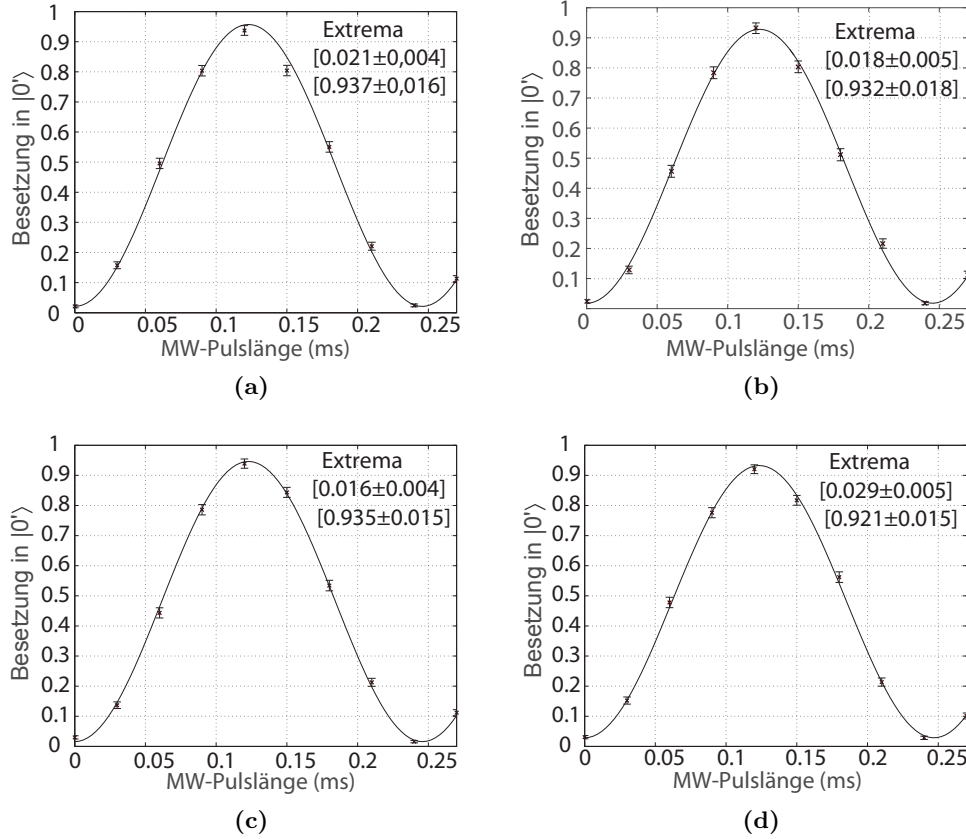 1
0.9
0.8
0.7
0.6
0.5
0.4
0.3
0.2
0.1
0
Besetzung in |0'⟩
Extrema
[0.021±0,004]
[0.937±0,016]
0 0.05 0.1 0.15 0.2 0.25
MW-Pulslänge (ms)
(a)
1
0.9
0.8
0.7
0.6
0.5
0.4
0.3
0.2
0.1
Besetzung in |0'⟩
Extrema
[0.018±0.005]
[0.932±0.018]
0 0.05 0.1 0.15 0.2 0.25
MW-Pulslänge (ms)
(b)
1
0.9
0.8
0.7
0.6
0.5
0.4
0.3
0.2
0.1
0
Besetzung in |0'⟩
Extrema
[0.016±0.004]
[0.935±0.015]
0 0.05 0.1 0.15 0.2 0.25
MW-Pulslänge (ms)
(c)
1
0.9
0.8
0.7
0.6
0.5
0.4
0.3
0.2
0.1
0
Besetzung in |0'⟩
Extrema
[0.029±0.005]
[0.921±0.015]
0 0.05 0.1 0.15 0.2 0.25
MW-Pulslänge (ms)
(d)